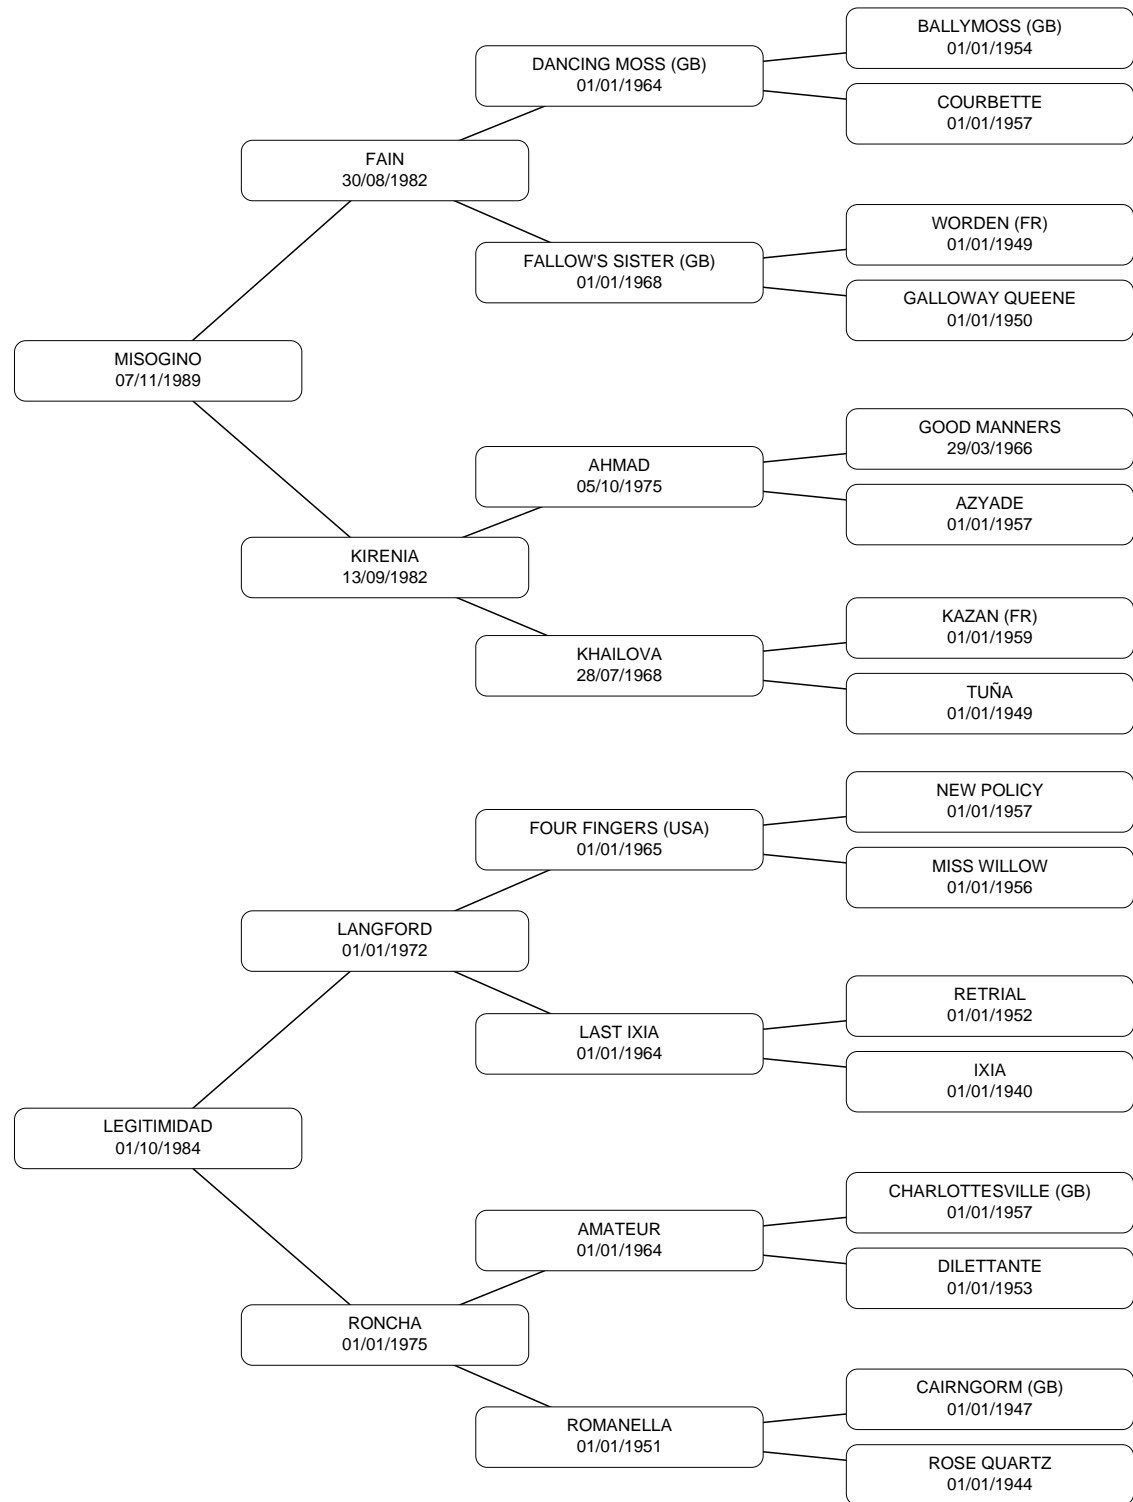 BALLYMOSS (GB)
01/01/1954
DANCING MOSS (GB)
01/01/1964
COURBETTE
01/01/1957
FAIN
30/08/1982
WORDEN (FR)
01/01/1949
FALLOW'S SISTER (GB)
01/01/1968
GALLOWAY QUEENE
01/01/1950
MISOGINO
07/11/1989
GOOD MANNERS
29/03/1966
AHMAD
05/10/1975
AZYADE
01/01/1957
KIRENIA
13/09/1982
KAZAN (FR)
01/01/1959
KHAILOVA
28/07/1968
TUÑA
01/01/1949
NEW POLICY
01/01/1957
FOUR FINGERS (USA)
01/01/1965
MISS WILLOW
01/01/1956
LANGFORD
01/01/1972
RETRIAL
01/01/1952
LAST IXIA
01/01/1964
IXIA
01/01/1940
LEGITIMIDAD
01/10/1984
CHARLOTTESVILLE (GB)
01/01/1957
AMATEUR
01/01/1964
DILETTANTE
01/01/1953
RONCHA
01/01/1975
CAIRNGORM (GB)
01/01/1947
ROMANELLA
01/01/1951
ROSE QUARTZ
01/01/1944